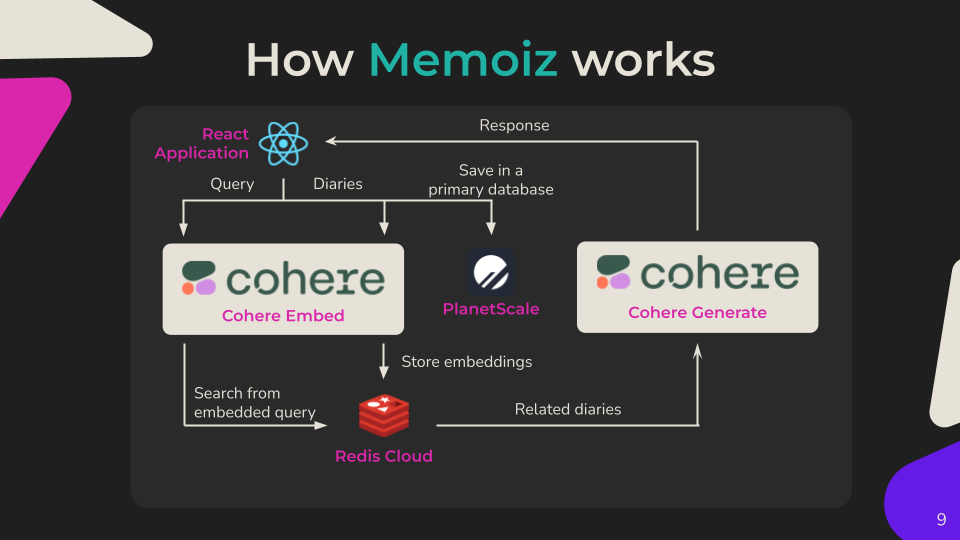 How Memoiz works
React
Application
Response
Query
Diaries
Save in a
primary database
cohere
Cohere Embed
PlanetScale
cohere
Cohere Generate
Store embeddings
Search from
embedded query
Related diaries
Redis Cloud
9